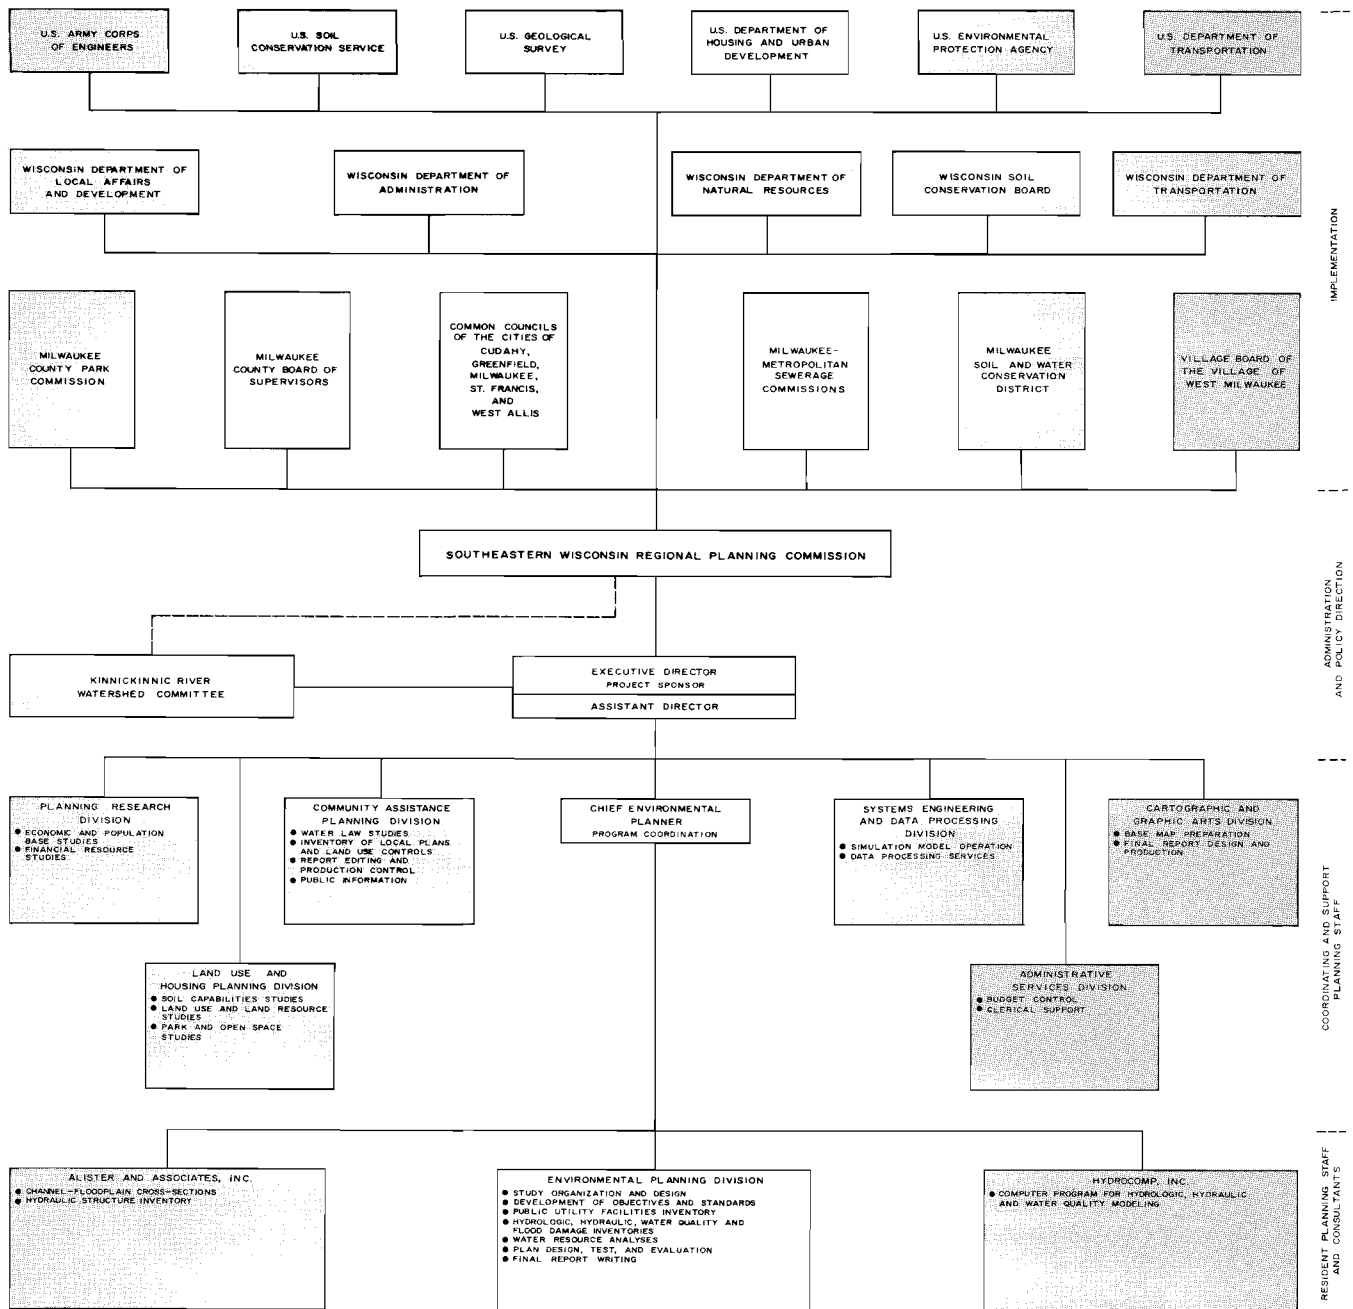 U.S. ARMY CORPS
OF ENGINEERS
U.S. SOIL
CONSERVATION SERVICE
U.S. GEOLOGICAL
SURVEY
U.S. DEPARTMENT OF
HOUSING AND URBAN
DEVELOPMENT
U.S. ENVIRONMENTAL
PROTECTION AGENCY
U.S. DEPARTMENT OF
TRANSPORTATION
WISCONSIN DEPARTMENT OF
LOCAL AFFAIRS
AND DEVELOPMENT
WISCONSIN DEPARTMENT OF
ADMINISTRATION
WISCONSIN DEPARTMENT OF
NATURAL RESOURCES
WISCONSIN SOIL
CONSERVATION BOARD
WISCONSIN DEPARTMENT OF
TRANSPORTATION
IMPLEMENTATION
MILWAUKEE
COUNTY PARK
COMMISSION
MILWAUKEE
COUNTY BOARD OF
SUPERVISORS
COMMON COUNCILS
OF THE CITIES OF
CUDAHY,
GREENFIELD,
MILWAUKEE,
ST. FRANCIS,
AND
WEST ALLIS
MILWAUKEE-
METROPOLITAN
SEWERAGE
COMMISSIONS
MILWAUKEE
SOIL AND WATER
CONSERVATION
DISTRICT
VILLAGE BOARD OF
THE VILLAGE OF
WEST MILWAUKEE
SOUTHEASTERN WISCONSIN REGIONAL PLANNING COMMISSION
ADMINISTRATION
AND POLICY DIRECTION
KINNICKINNIC RIVER
WATERSHED COMMITTEE
EXECUTIVE DIRECTOR
PROJECT SPONSOR
ASSISTANT DIRECTOR
PLANNING RESEARCH
DIVISION
● ECONOMIC AND POPULATION
BASE STUDIES
● FINANCIAL RESOURCE
STUDIES
COMMUNITY ASSISTANCE
PLANNING DIVISION
● WATER LAW STUDIES
● INVENTORY OF LOCAL PLANS
AND LAND USE CONTROLS
● REPORT EDITING AND
PRODUCTION CONTROL
● PUBLIC INFORMATION
CHIEF ENVIRONMENTAL
PLANNER
PROGRAM COORDINATION
SYSTEMS ENGINEERING
AND DATA PROCESSING
DIVISION
● SIMULATION MODEL OPERATION
● DATA PROCESSING SERVICES
CARTOGRAPHIC AND
GRAPHIC ARTS DIVISION
● BASE MAP PREPARATION
● FINAL REPORT DESIGN AND
PRODUCTION
COORDINATING AND SUPPORT
PLANNING STAFF
LAND USE AND
HOUSING PLANNING DIVISION
● SOIL CAPABILITIES STUDIES
● LAND USE AND LAND RESOURCE
STUDIES
● PARK AND OPEN SPACE
STUDIES
ADMINISTRATIVE
SERVICES DIVISION
● BUDGET CONTROL
● CLERICAL SUPPORT
ALISTER AND ASSOCIATES, INC.
● CHANNEL-FLOODPLAIN CROSS-SECTIONS
● HYDRAULIC STRUCTURE INVENTORY
ENVIRONMENTAL PLANNING DIVISION
● STUDY ORGANIZATION AND DESIGN
● DEVELOPMENT OF OBJECTIVES AND STANDARDS
● PUBLIC UTILITY FACILITIES INVENTORY
● HYDROLOGIC, HYDRAULIC, WATER QUALITY AND
FLOOD DAMAGE INVENTORIES
● WATER RESOURCE ANALYSES
● PLAN DESIGN, TEST, AND EVALUATION
● FINAL REPORT WRITING
HYDROCOMP, INC.
● COMPUTER PROGRAM FOR HYDROLOGIC, HYDRAULIC
AND WATER QUALITY MODELING
RESIDENT PLANNING STAFF
AND CONSULTANTS